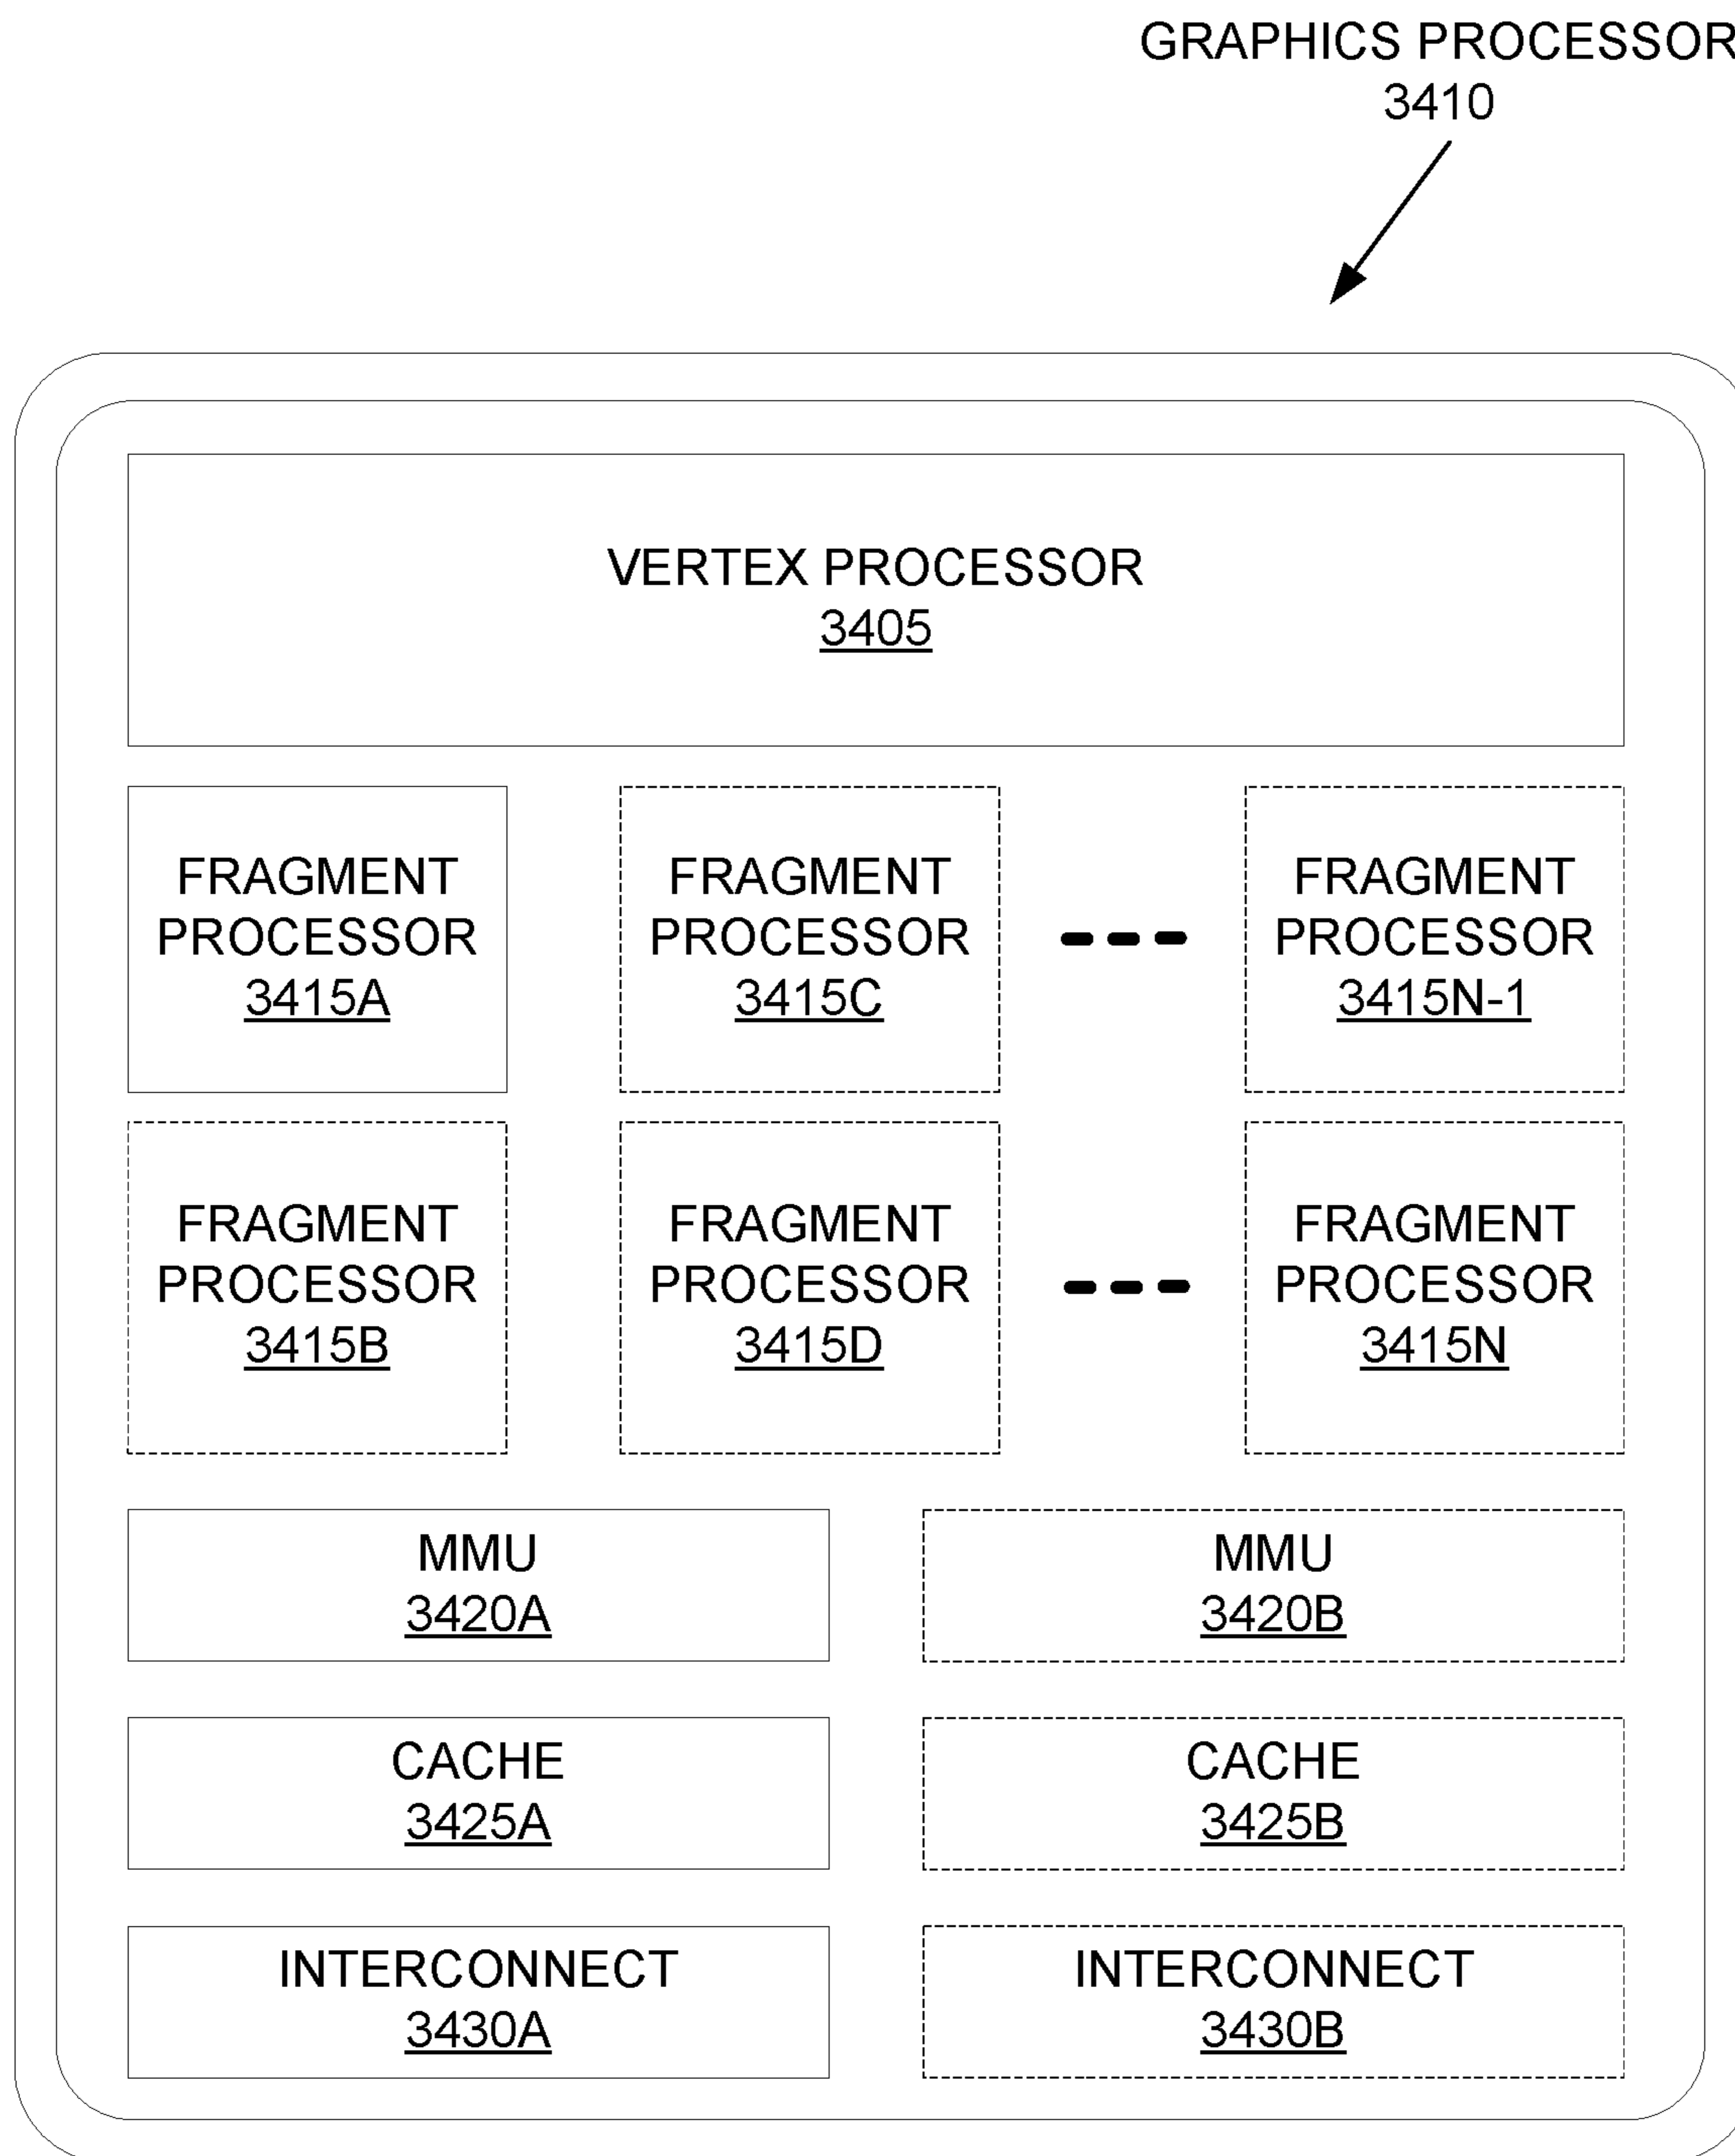 GRAPHICS PROCESSOR
3410
VERTEX PROCESSOR
3405
FRAGMENT
PROCESSOR
3415A
FRAGMENT
PROCESSOR
3415C
FRAGMENT
PROCESSOR
3415N-1
FRAGMENT
PROCESSOR
3415B
FRAGMENT
PROCESSOR
3415D
FRAGMENT
PROCESSOR
3415N
MMU
3420A
MMU
3420B
CACHE
3425A
CACHE
3425B
INTERCONNECT
3430A
INTERCONNECT
3430B